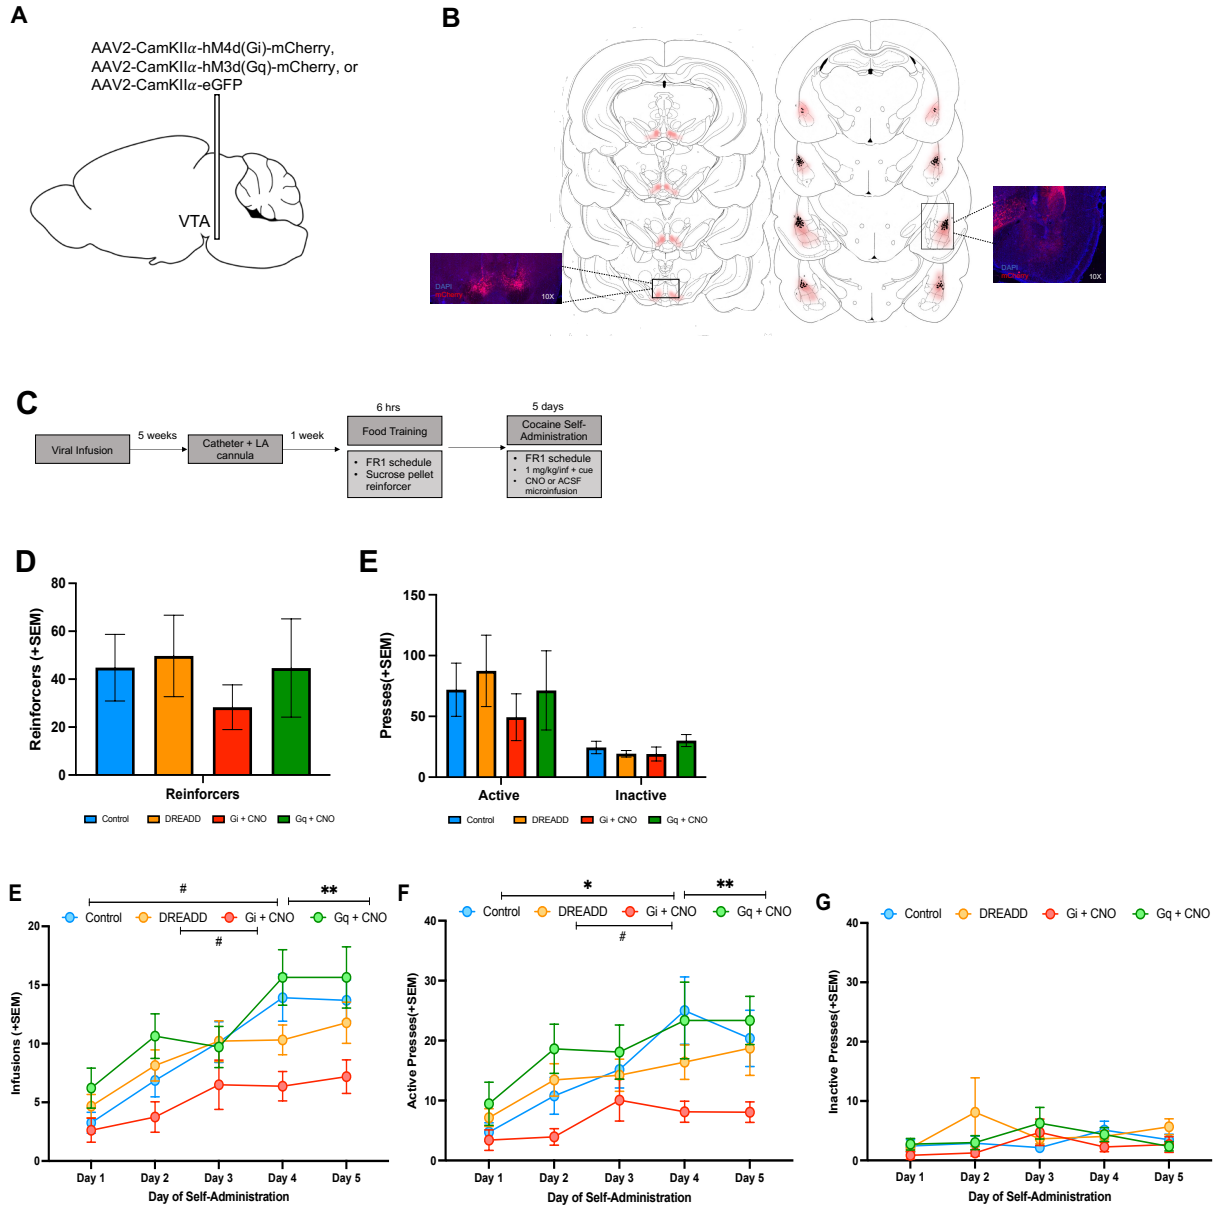 A
AAV2-CamKIIα-hM4d(Gi)-mCherry,
AAV2-CamKIIα-hM3d(Gq)-mCherry, or
AAV2-CamKIIα-eGFP
VTA
B
DAPI
mCherry
10X
DAPI
mCherry
10X
C
Viral Infusion
5 weeks
Catheter + LA
cannula
1 week
6 hrs
Food Training
• FR1 schedule
• Sucrose pellet
reinforcer
5 days
Cocaine Self-
Administration
• FR1 schedule
• 1 mg/kg/inf + cue
• CNO or ACSF
microinfusion
D
Reinforcers (+SEM)
80
60
40
20
0
Reinforcers
Control DREADD Gi + CNO Gq + CNO
E
Presses(+SEM)
150
100
50
0
Active Inactive
Control DREADD Gi + CNO Gq + CNO
E
# **
Control DREADD Gi + CNO Gq + CNO
#
Infusions (+SEM)
20
15
10
5
0
Day 1 Day 2 Day 3 Day 4 Day 5
Day of Self-Administration
F
* **
Control DREADD Gi + CNO Gq + CNO
#
Active Presses(+SEM)
40
30
20
10
0
Day 1 Day 2 Day 3 Day 4 Day 5
Day of Self-Administration
G
Control DREADD Gi + CNO Gq + CNO
Inactive Presses(+SEM)
40
30
20
10
0
Day 1 Day 2 Day 3 Day 4 Day 5
Day of Self-Administration